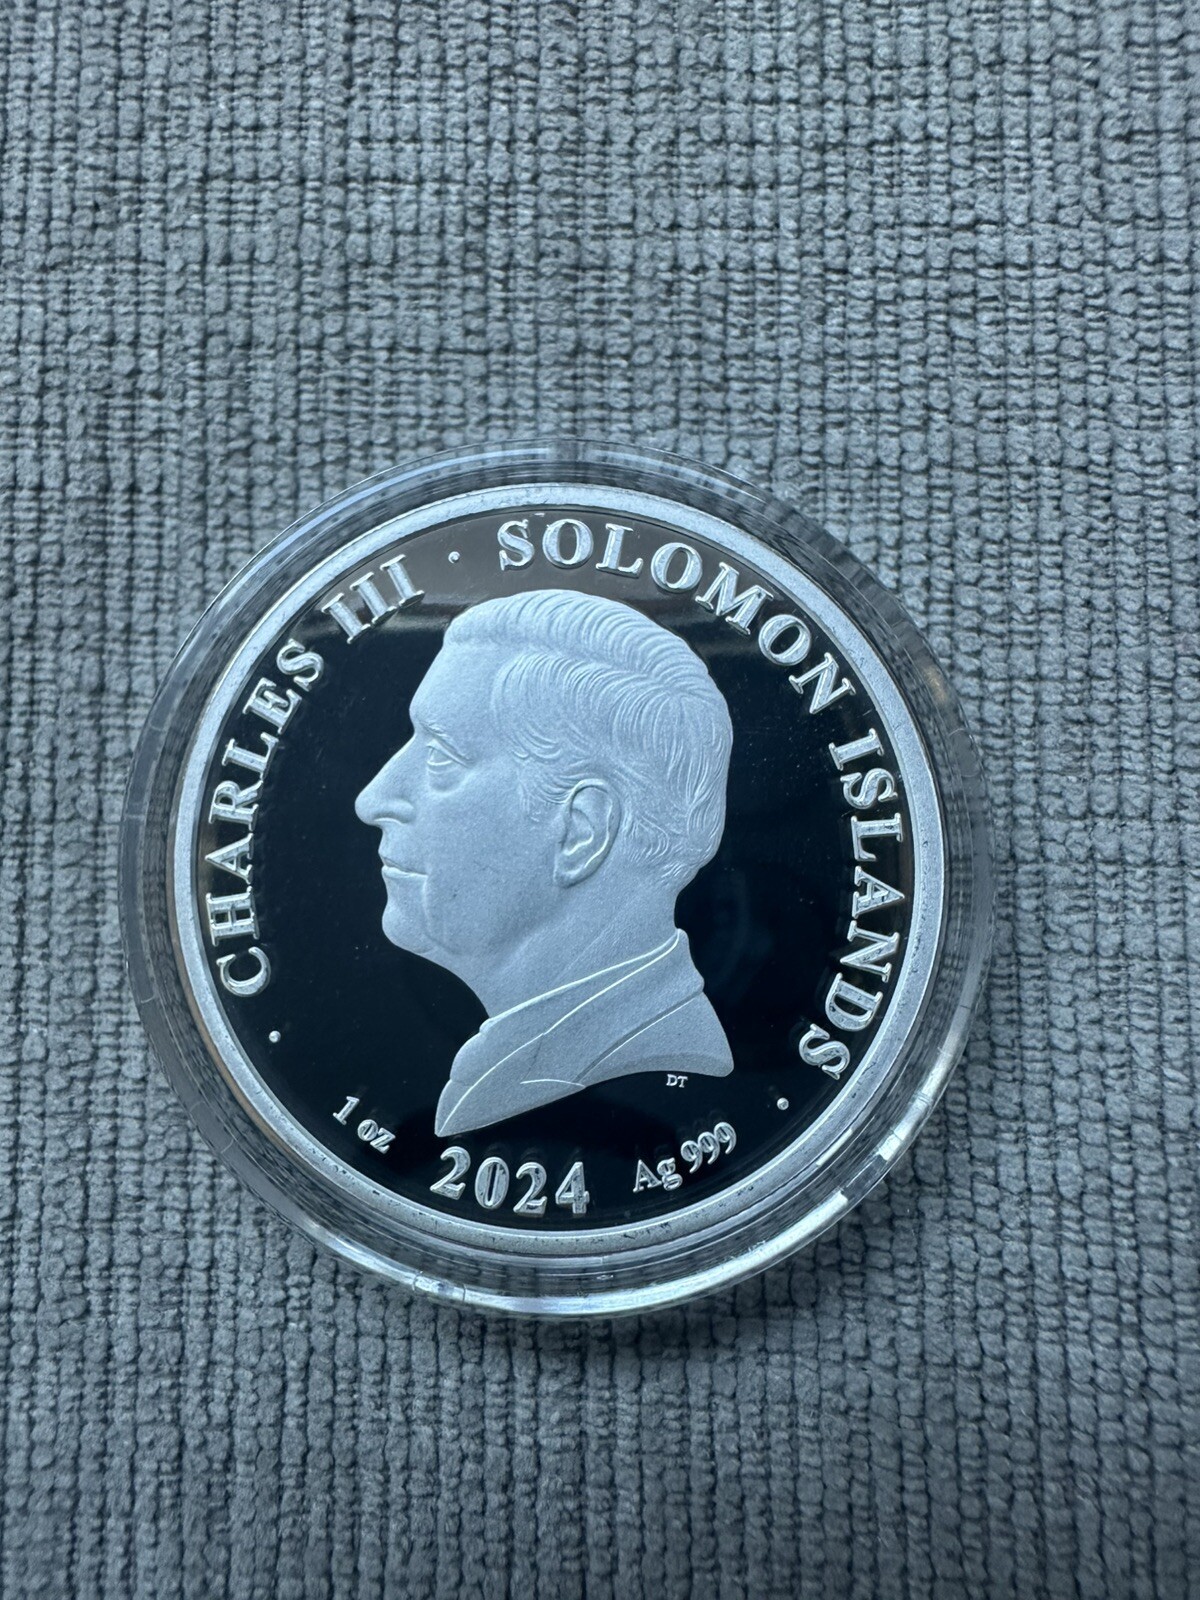 CHARLES III · SOLOMON ISLANDS
DT
1 oz 2024 Ag 999